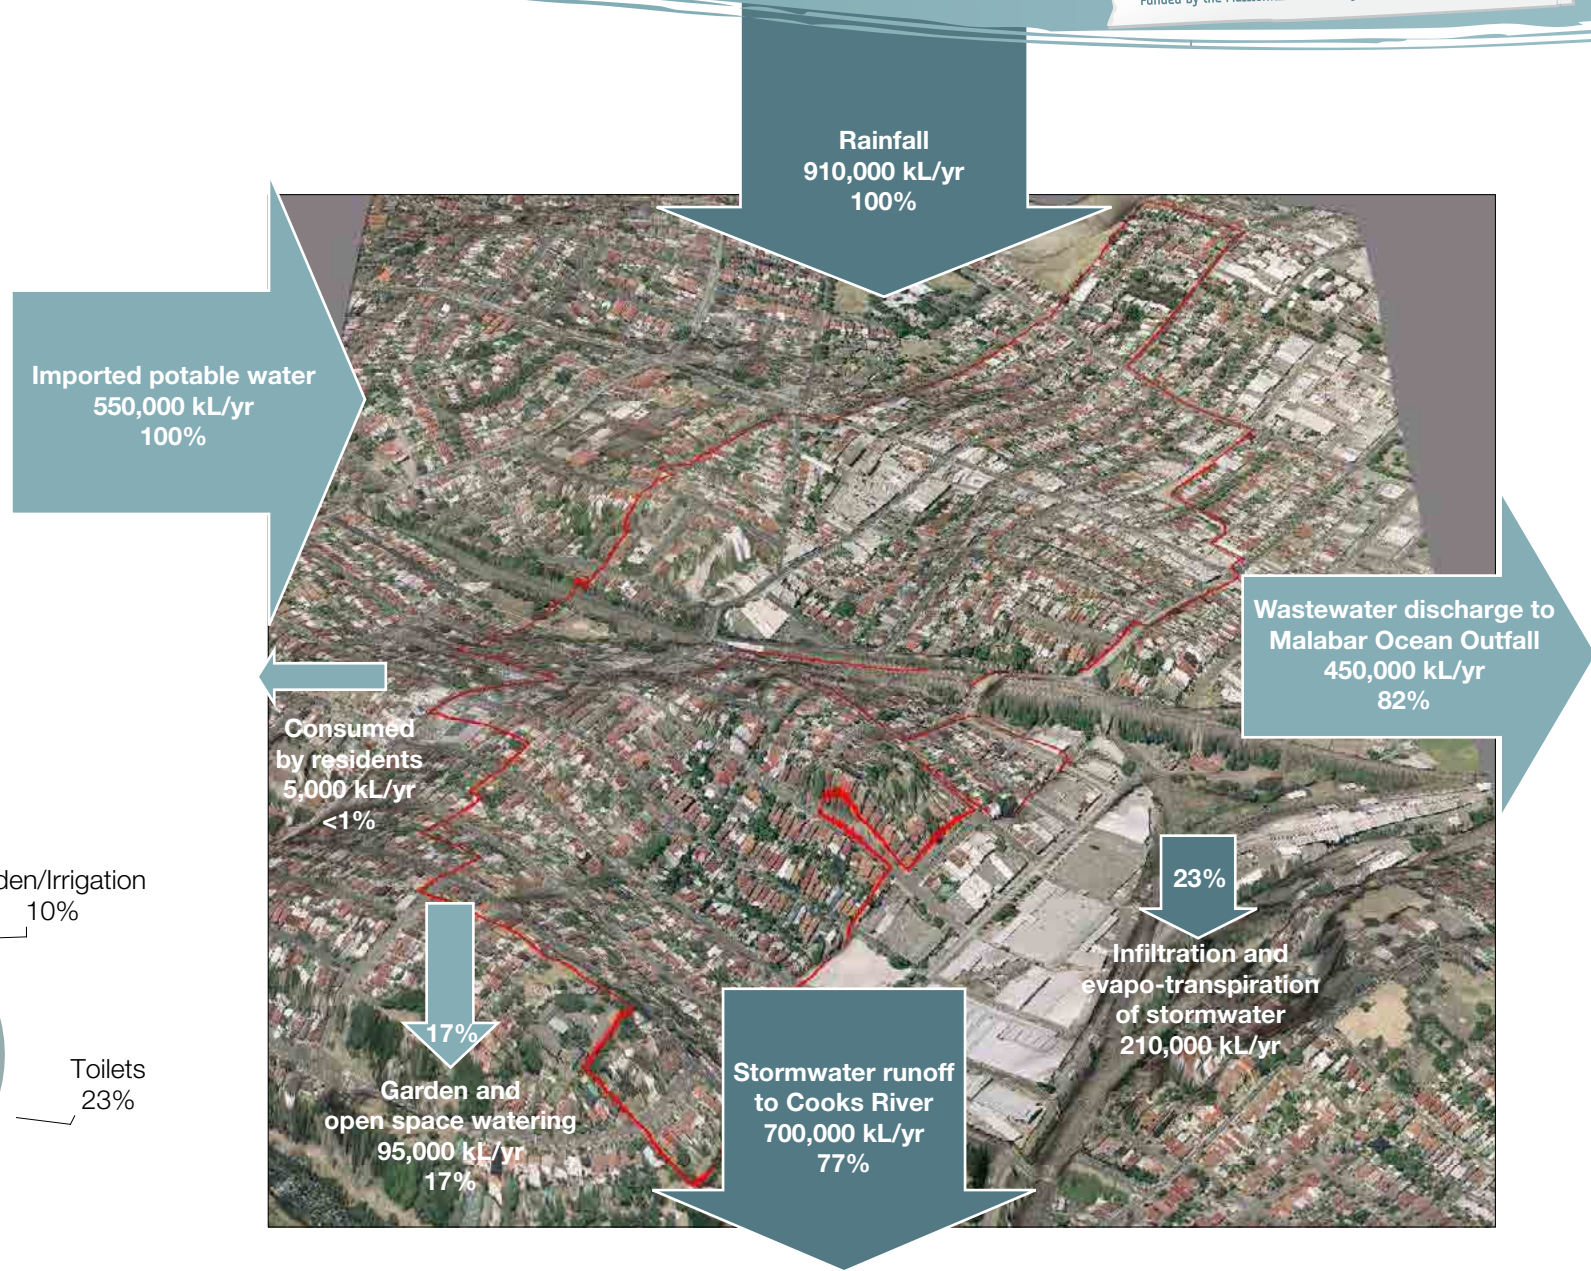 Funded by the
Rainfall
910,000 kL/yr
100%
Imported potable water
550,000 kL/yr
100%
Wastewater discharge to
Malabar Ocean Outfall
450,000 kL/yr
82%
Consumed
by residents
5,000 kL/yr
<1%
den/Irrigation
10%
23%
Infiltration and
evapo-transpiration
of stormwater
210,000 kL/yr
17%
Garden and
open space watering
95,000 kL/yr
17%
Toilets
23%
Stormwater runoff
to Cooks River
700,000 kL/yr
77%